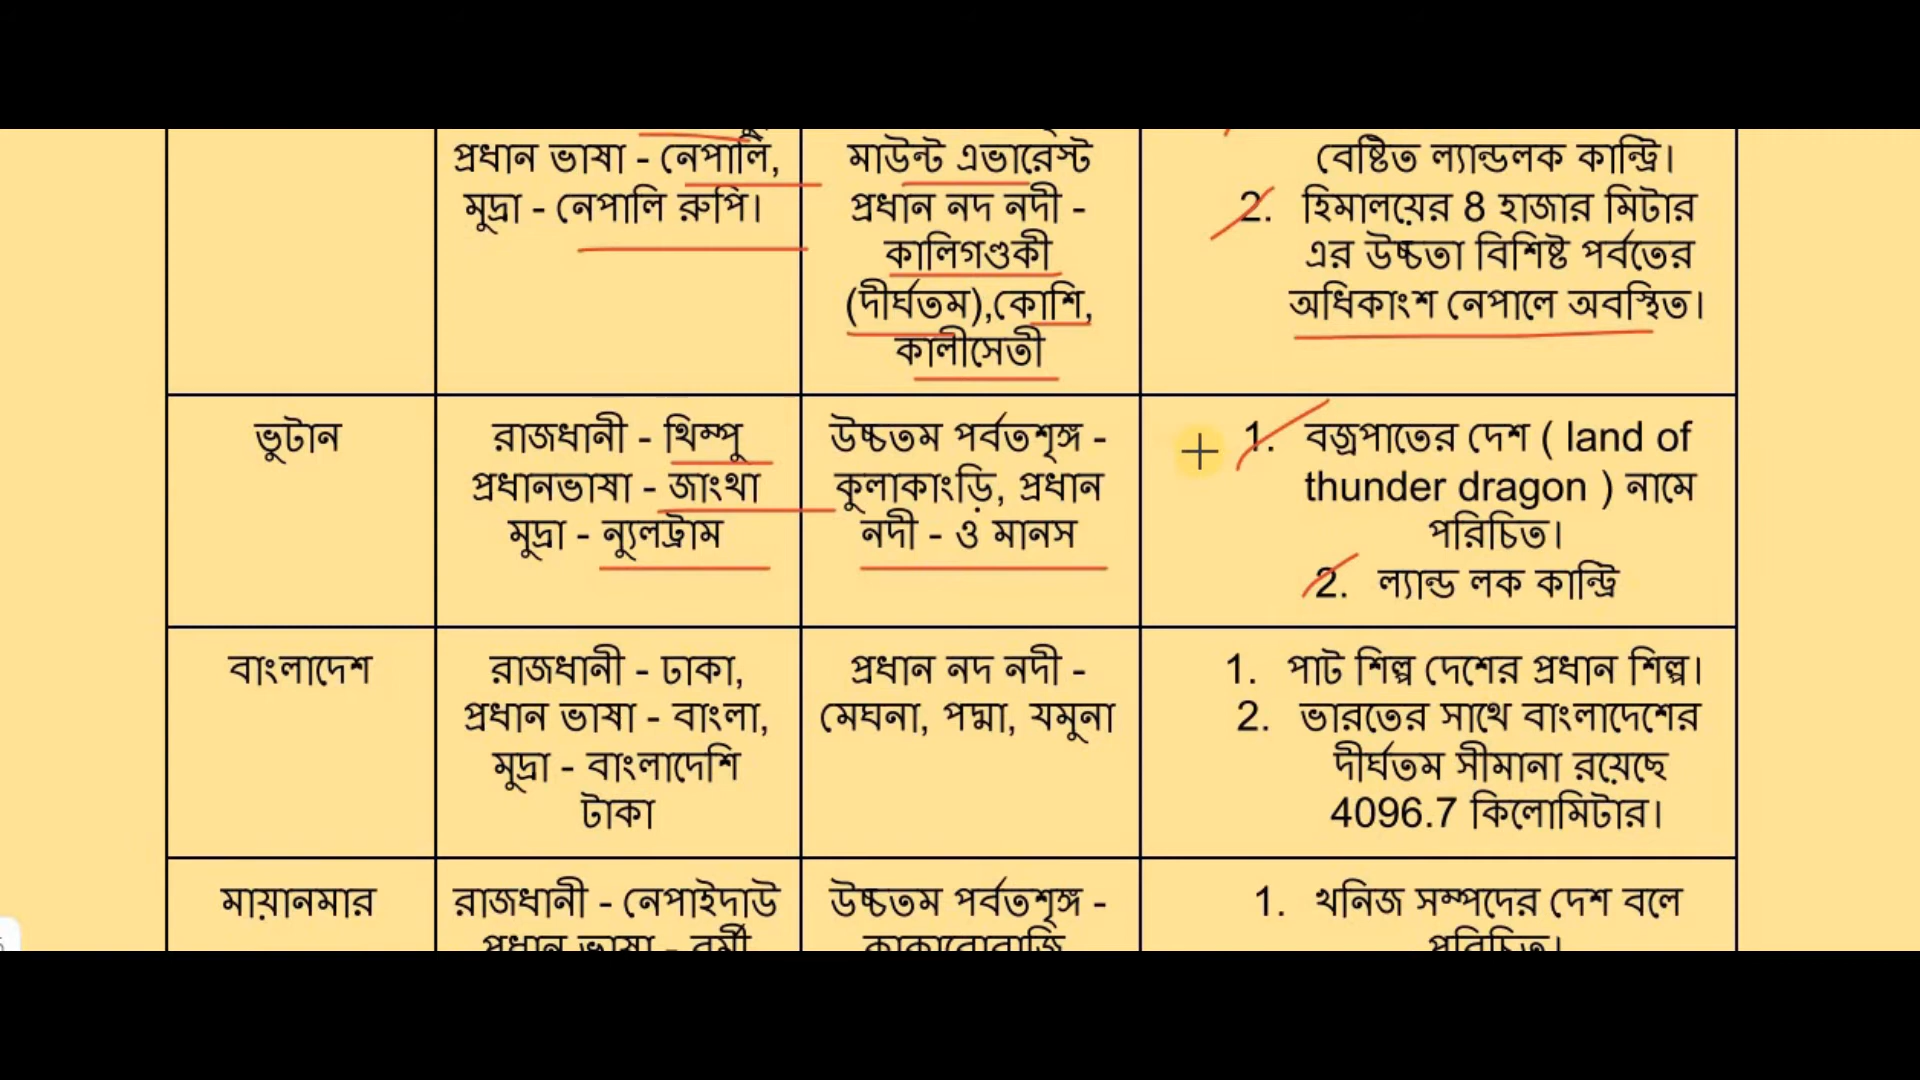 প্রধান ভাষা - নেপালি,
মুদ্রা - নেপালি রুপি।
মাউন্ট এভারেস্ট
প্রধান নদ নদী -
কালিগণ্ডকী
(দীর্ঘতম),কোশি,
কালীসেতী
বেষ্টিত ল্যান্ডলক কান্ট্রি।
2. হিমালয়ের 8 হাজার মিটার
এর উচ্চতা বিশিষ্ট পর্বতের
অধিকাংশ নেপালে অবস্থিত।
ভুটান
রাজধানী - থিম্পু
প্রধানভাষা - জাংথা
মুদ্রা - ন্যুলট্রাম
উচ্চতম পর্বতশৃঙ্গ -
কুলাকাংড়ি, প্রধান
নদী - ও মানস
1. বজ্রপাতের দেশ ( land of
thunder dragon ) নামে
পরিচিত।
2. ল্যান্ড লক কান্ট্রি
বাংলাদেশ
রাজধানী - ঢাকা,
প্রধান ভাষা - বাংলা,
মুদ্রা - বাংলাদেশি
টাকা
প্রধান নদ নদী -
মেঘনা, পদ্মা, যমুনা
1. পাট শিল্প দেশের প্রধান শিল্প।
2. ভারতের সাথে বাংলাদেশের
দীর্ঘতম সীমানা রয়েছে
4096.7 কিলোমিটার।
মায়ানমার
রাজধানী - নেপাইদাউ
প্রধান ভাষা - বর্মী
উচ্চতম পর্বতশৃঙ্গ -
কাকাবোরাজি
1. খনিজ সম্পদের দেশ বলে
পরিচিত।